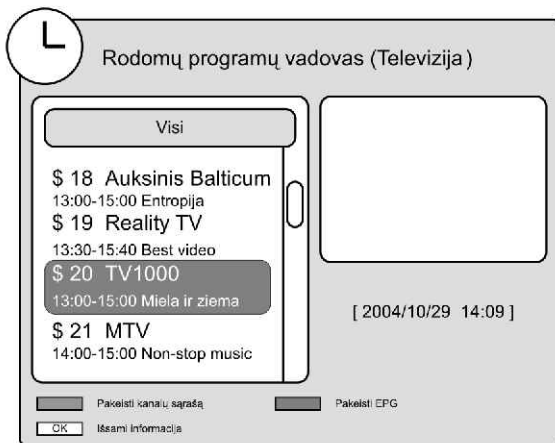 Rodomų programų vadovas (Televizija)
Visi
$ 18 Auksinis Balticum
13:00-15:00 Entropija
$ 19 Reality TV
13:30-15:40 Best video
$ 20 TV1000
13:00-15:00 Miela ir ziema
$ 21 MTV
14:00-15:00 Non-stop music
[ 2004/10/29 14:09 ]
Pakeisti kanalų sąrašą
Pakeisti EPG
OK Išsami informacija